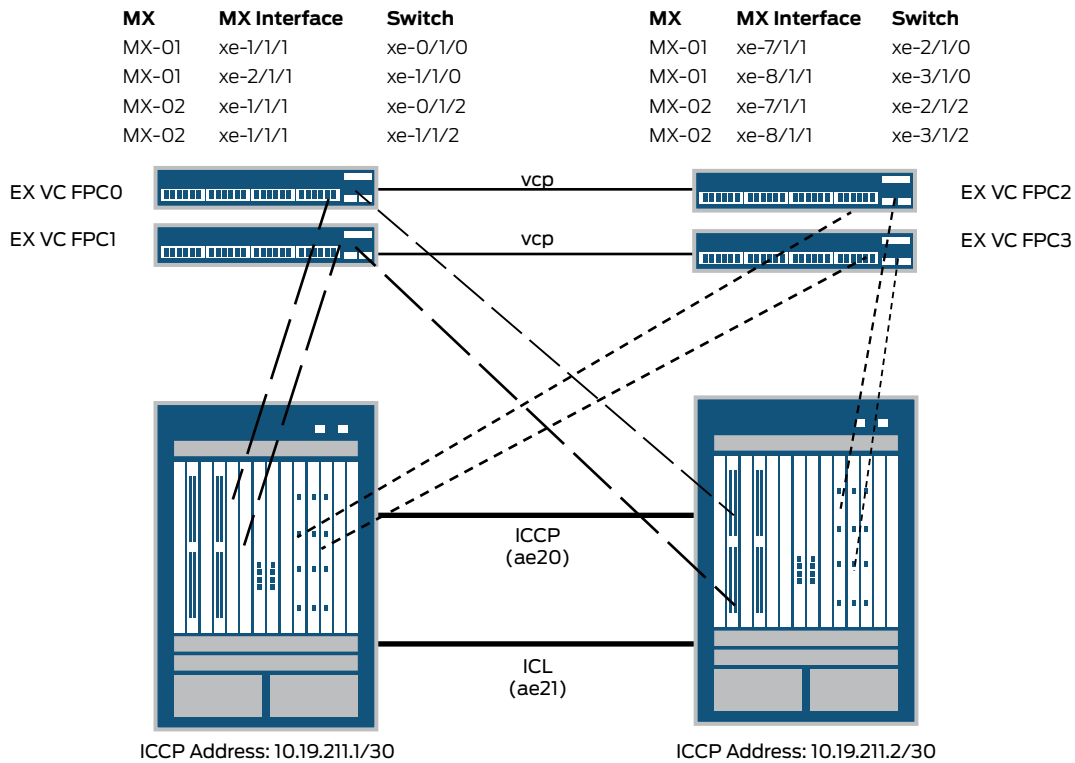 MX MX Interface Switch
MX-01 xe-1/1/1 xe-0/1/0
MX-01 xe-2/1/1 xe-1/1/0
MX-02 xe-1/1/1 xe-0/1/2
MX-02 xe-1/1/1 xe-1/1/2
MX MX Interface Switch
MX-01 xe-7/1/1 xe-2/1/0
MX-01 xe-8/1/1 xe-3/1/0
MX-02 xe-7/1/1 xe-2/1/2
MX-02 xe-8/1/1 xe-3/1/2
EX VC FPC0
vcp
EX VC FPC2
EX VC FPC1
vcp
EX VC FPC3
ICCP
(ae20)
ICL
(ae21)
ICCP Address: 10.19.211.1/30
ICCP Address: 10.19.211.2/30